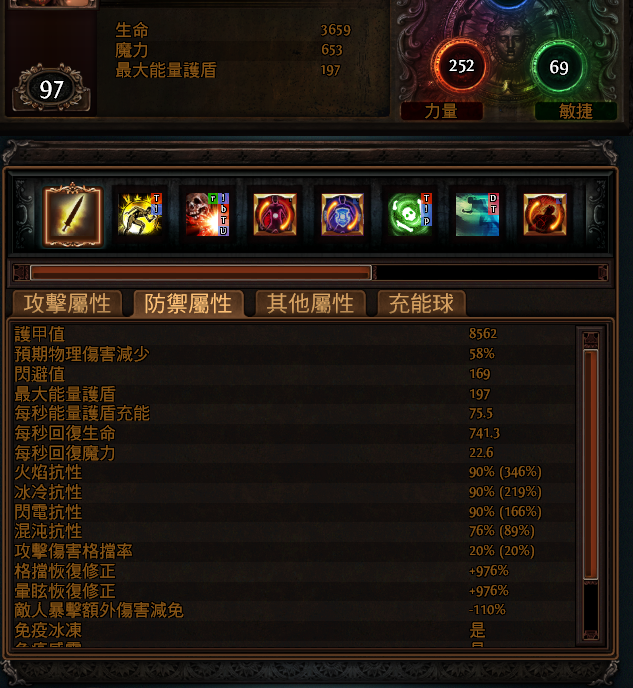 生命 3659
魔力 653
最大能量護盾 197
97
252
69
力量
敏捷
攻擊屬性 防禦屬性 其他屬性 充能球
護甲值 8562
預期物理傷害減少 58%
閃避值 169
最大能量護盾 197
每秒能量護盾充能 75.5
每秒回復生命 741.3
每秒回復魔力 22.6
火焰抗性 90% (346%)
冰冷抗性 90% (219%)
閃電抗性 90% (166%)
混沌抗性 76% (89%)
攻擊傷害格擋率 20% (20%)
格擋恢復修正 +976%
暈眩恢復修正 +976%
敵人暴擊額外傷害減免 -110%
免疫冰凍 是